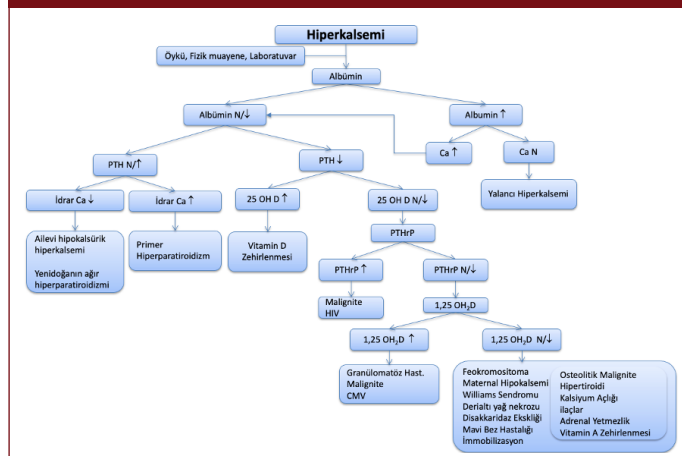 Hiperkalsemi
Öykü, Fizik muayene, Laboratuvar
Albümin
Albümin N/↓
Albumin ↑
Ca ↑
Ca N
PTH N/↑
PTH ↓
Yalancı Hiperkalsemi
İdrar Ca ↓
İdrar Ca ↑
25 OH D ↑
25 OH D N/↓
Ailevi hipokalsürik
hiperkalsemi
Yenidoğanın ağır
hiperparatiroidizmi
Primer
Hiperparatiroidizm
Vitamin D
Zehirlenmesi
PTHrP
PTHrP ↑
PTHrP N/↓
Malignite
HIV
1,25 OH₂D
1,25 OH₂D ↑
1,25 OH₂D N/↓
Granülomatöz Hast.
Malignite
CMV
Feokromositoma
Maternal Hipokalsemi
Williams Sendromu
Derialtı yağ nekrozu
Disakkaridaz Ekskliği
Mavi Bez Hastalığı
İmmobilizasyon
Osteolitik Malignite
Hipertiroidi
Kalsiyum Açlığı
ilaçlar
Adrenal Yetmezlik
Vitamin A Zehirlenmesi